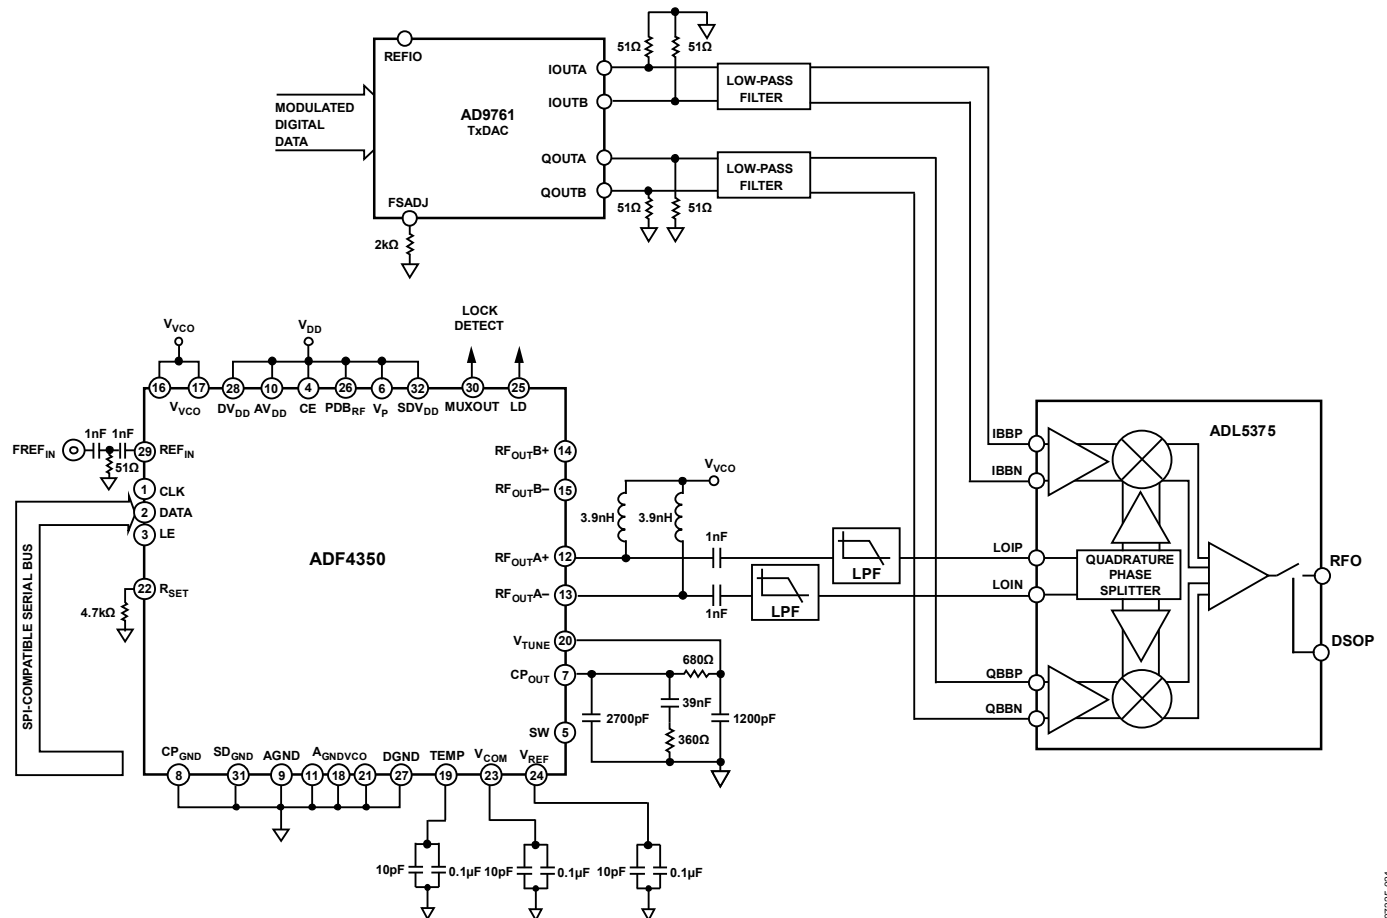 REFIO
51Ω
51Ω
IOUTA
IOUTB
QOUTA
QOUTB
AD9761
TxDAC
MODULATED
DIGITAL
DATA
LOW-PASS
FILTER
LOW-PASS
FILTER
51Ω
51Ω
FSADJ
2kΩ
LOCK
DETECT
VVCO
VDD
16
17
28
10
4
26
6
32
30
25
VVCO
DVDD
AVDD
CE
PDBRF
VP
SDVDD
MUXOUT
LD
FREFIN
1nF
1nF
51Ω
29
REFIN
1
CLK
2
DATA
3
LE
22
RSET
4.7kΩ
SPI-COMPATIBLE SERIAL BUS
ADF4350
RFOUTB+
14
RFOUTB–
15
RFOUTA+
12
RFOUTA–
13
VTUNE
20
CPOUT
7
SW
5
VVCO
3.9nH
3.9nH
1nF
1nF
LPF
LPF
680Ω
39nF
2700pF
1200pF
360Ω
CPGND
SDGND
AGND
AGNDVCO
DGND
TEMP
VCOM
VREF
8
31
9
11
18
21
27
19
23
24
10pF
0.1µF
10pF
0.1µF
10pF
0.1µF
ADL5375
IBBP
IBBN
LOIP
LOIN
QUADRATURE
PHASE
SPLITTER
QBBP
QBBN
RFO
DSOP